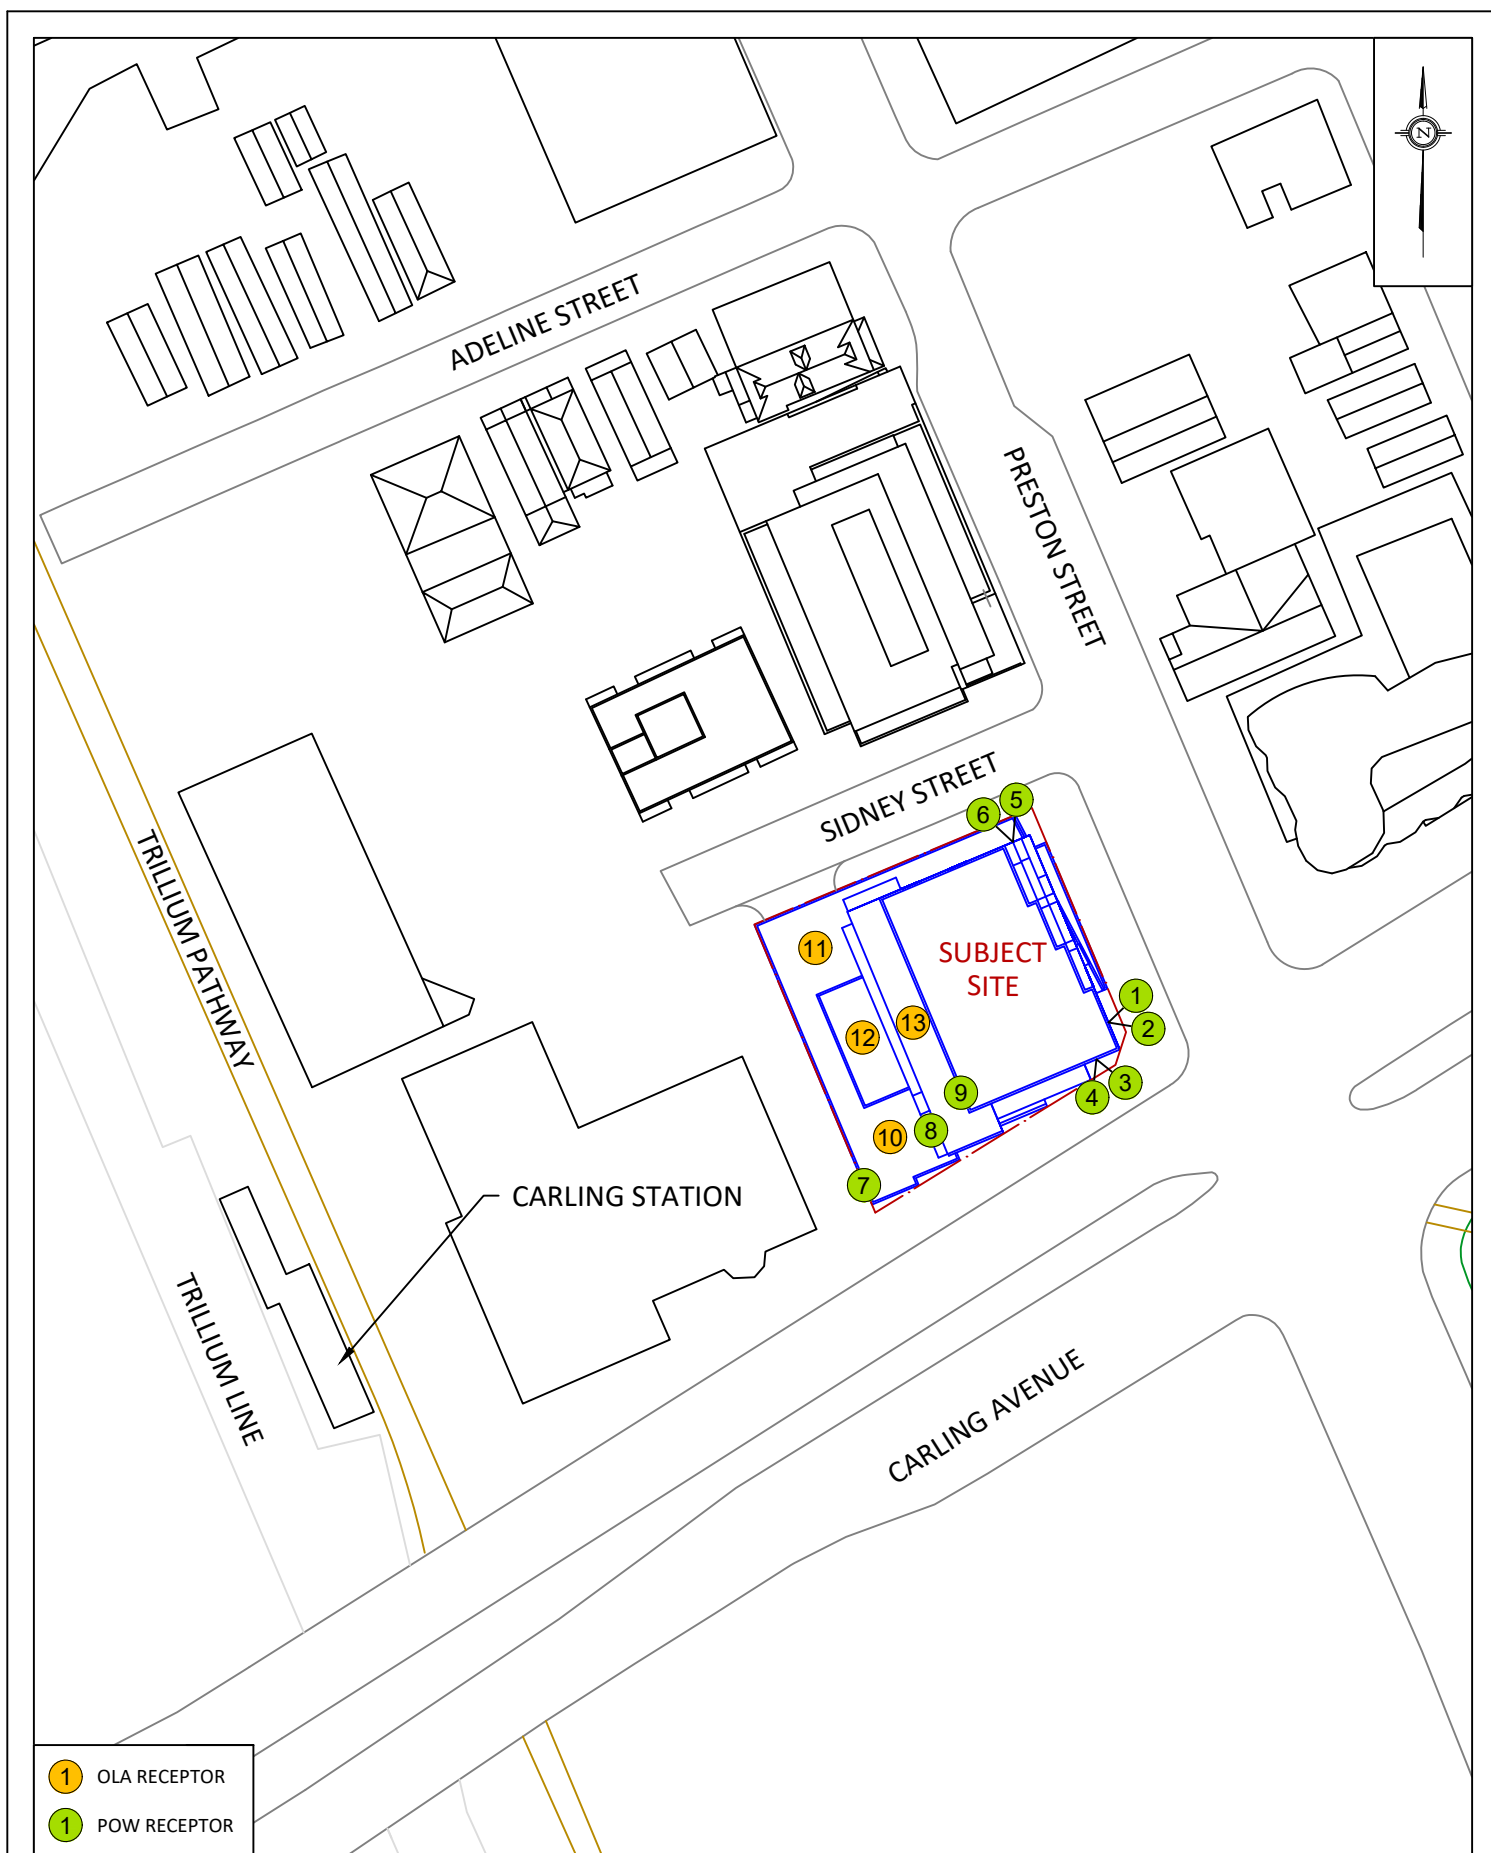 N
ADELINE STREET
PRESTON STREET
SIDNEY STREET
5
6
TRILLIUM PATHWAY
11
SUBJECT
SITE
1
13
2
12
3
9
4
8
10
7
CARLING STATION
TRILLIUM LINE
CARLING AVENUE
1 OLA RECEPTOR
1 POW RECEPTOR